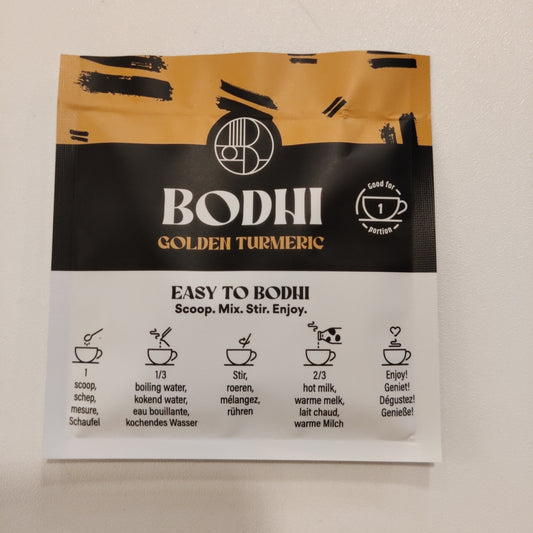 B
BODHI
GOLDEN TURMERIC
Good for
1
portion
EASY TO BODHI
Scoop. Mix. Stir. Enjoy.
1
scoop,
schep,
mesure,
Schaufel
1/3
boiling water,
kokend water,
eau bouillante,
kochendes Wasser
Stir,
roeren,
mélangez,
rühren
2/3
hot milk,
warme melk,
lait chaud,
warme Milch
Enjoy!
Geniet!
Dégustez!
Genieße!